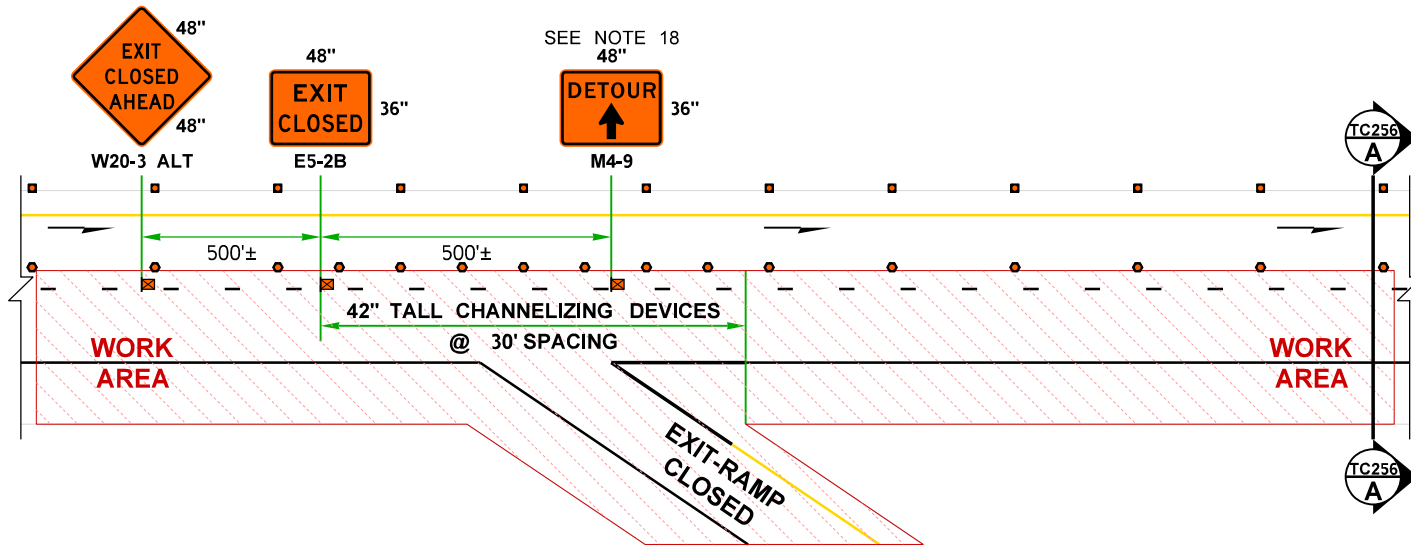 EXIT
CLOSED
AHEAD
48"
48"
W20-3 ALT
48"
EXIT
CLOSED
36"
E5-2B
SEE NOTE 18
48"
DETOUR
36"
M4-9
TC256
A
500'±
500'±
42" TALL CHANNELIZING DEVICES
@ 30' SPACING
WORK
AREA
WORK
AREA
EXIT-RAMP
CLOSED
TC256
A